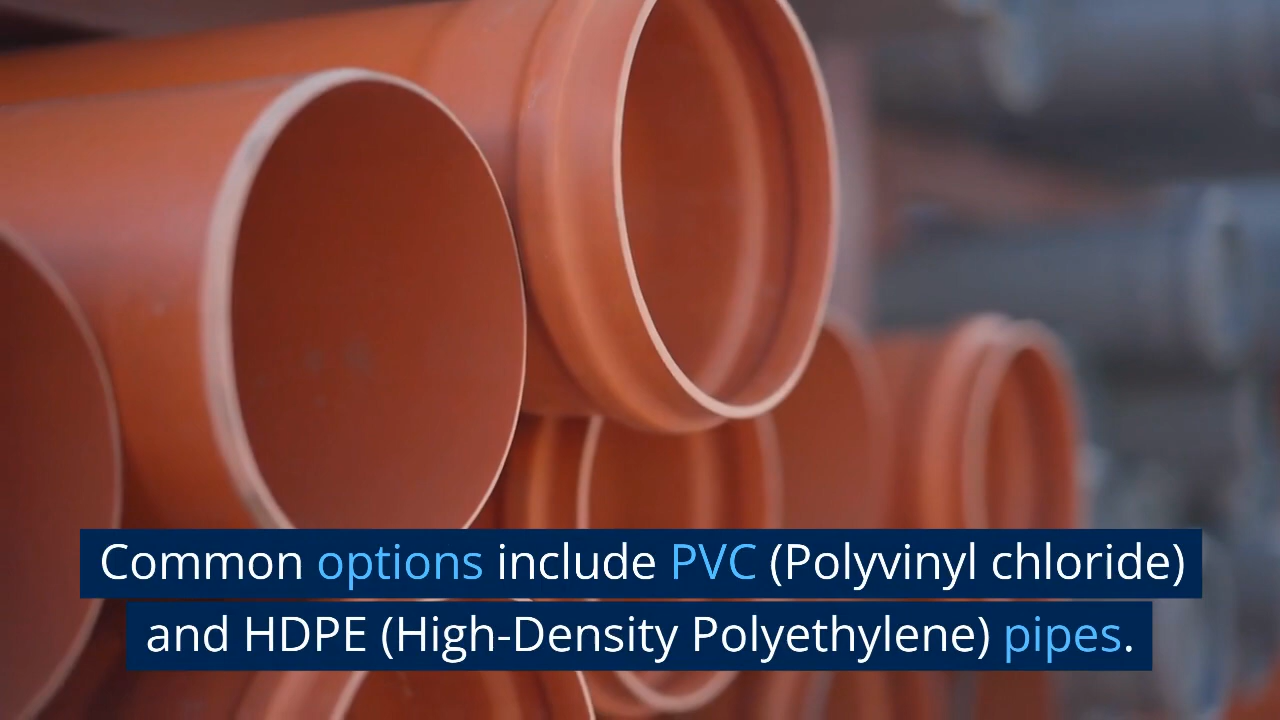 Common options include PVC (Polyvinyl chloride)
and HDPE (High-Density Polyethylene) pipes.